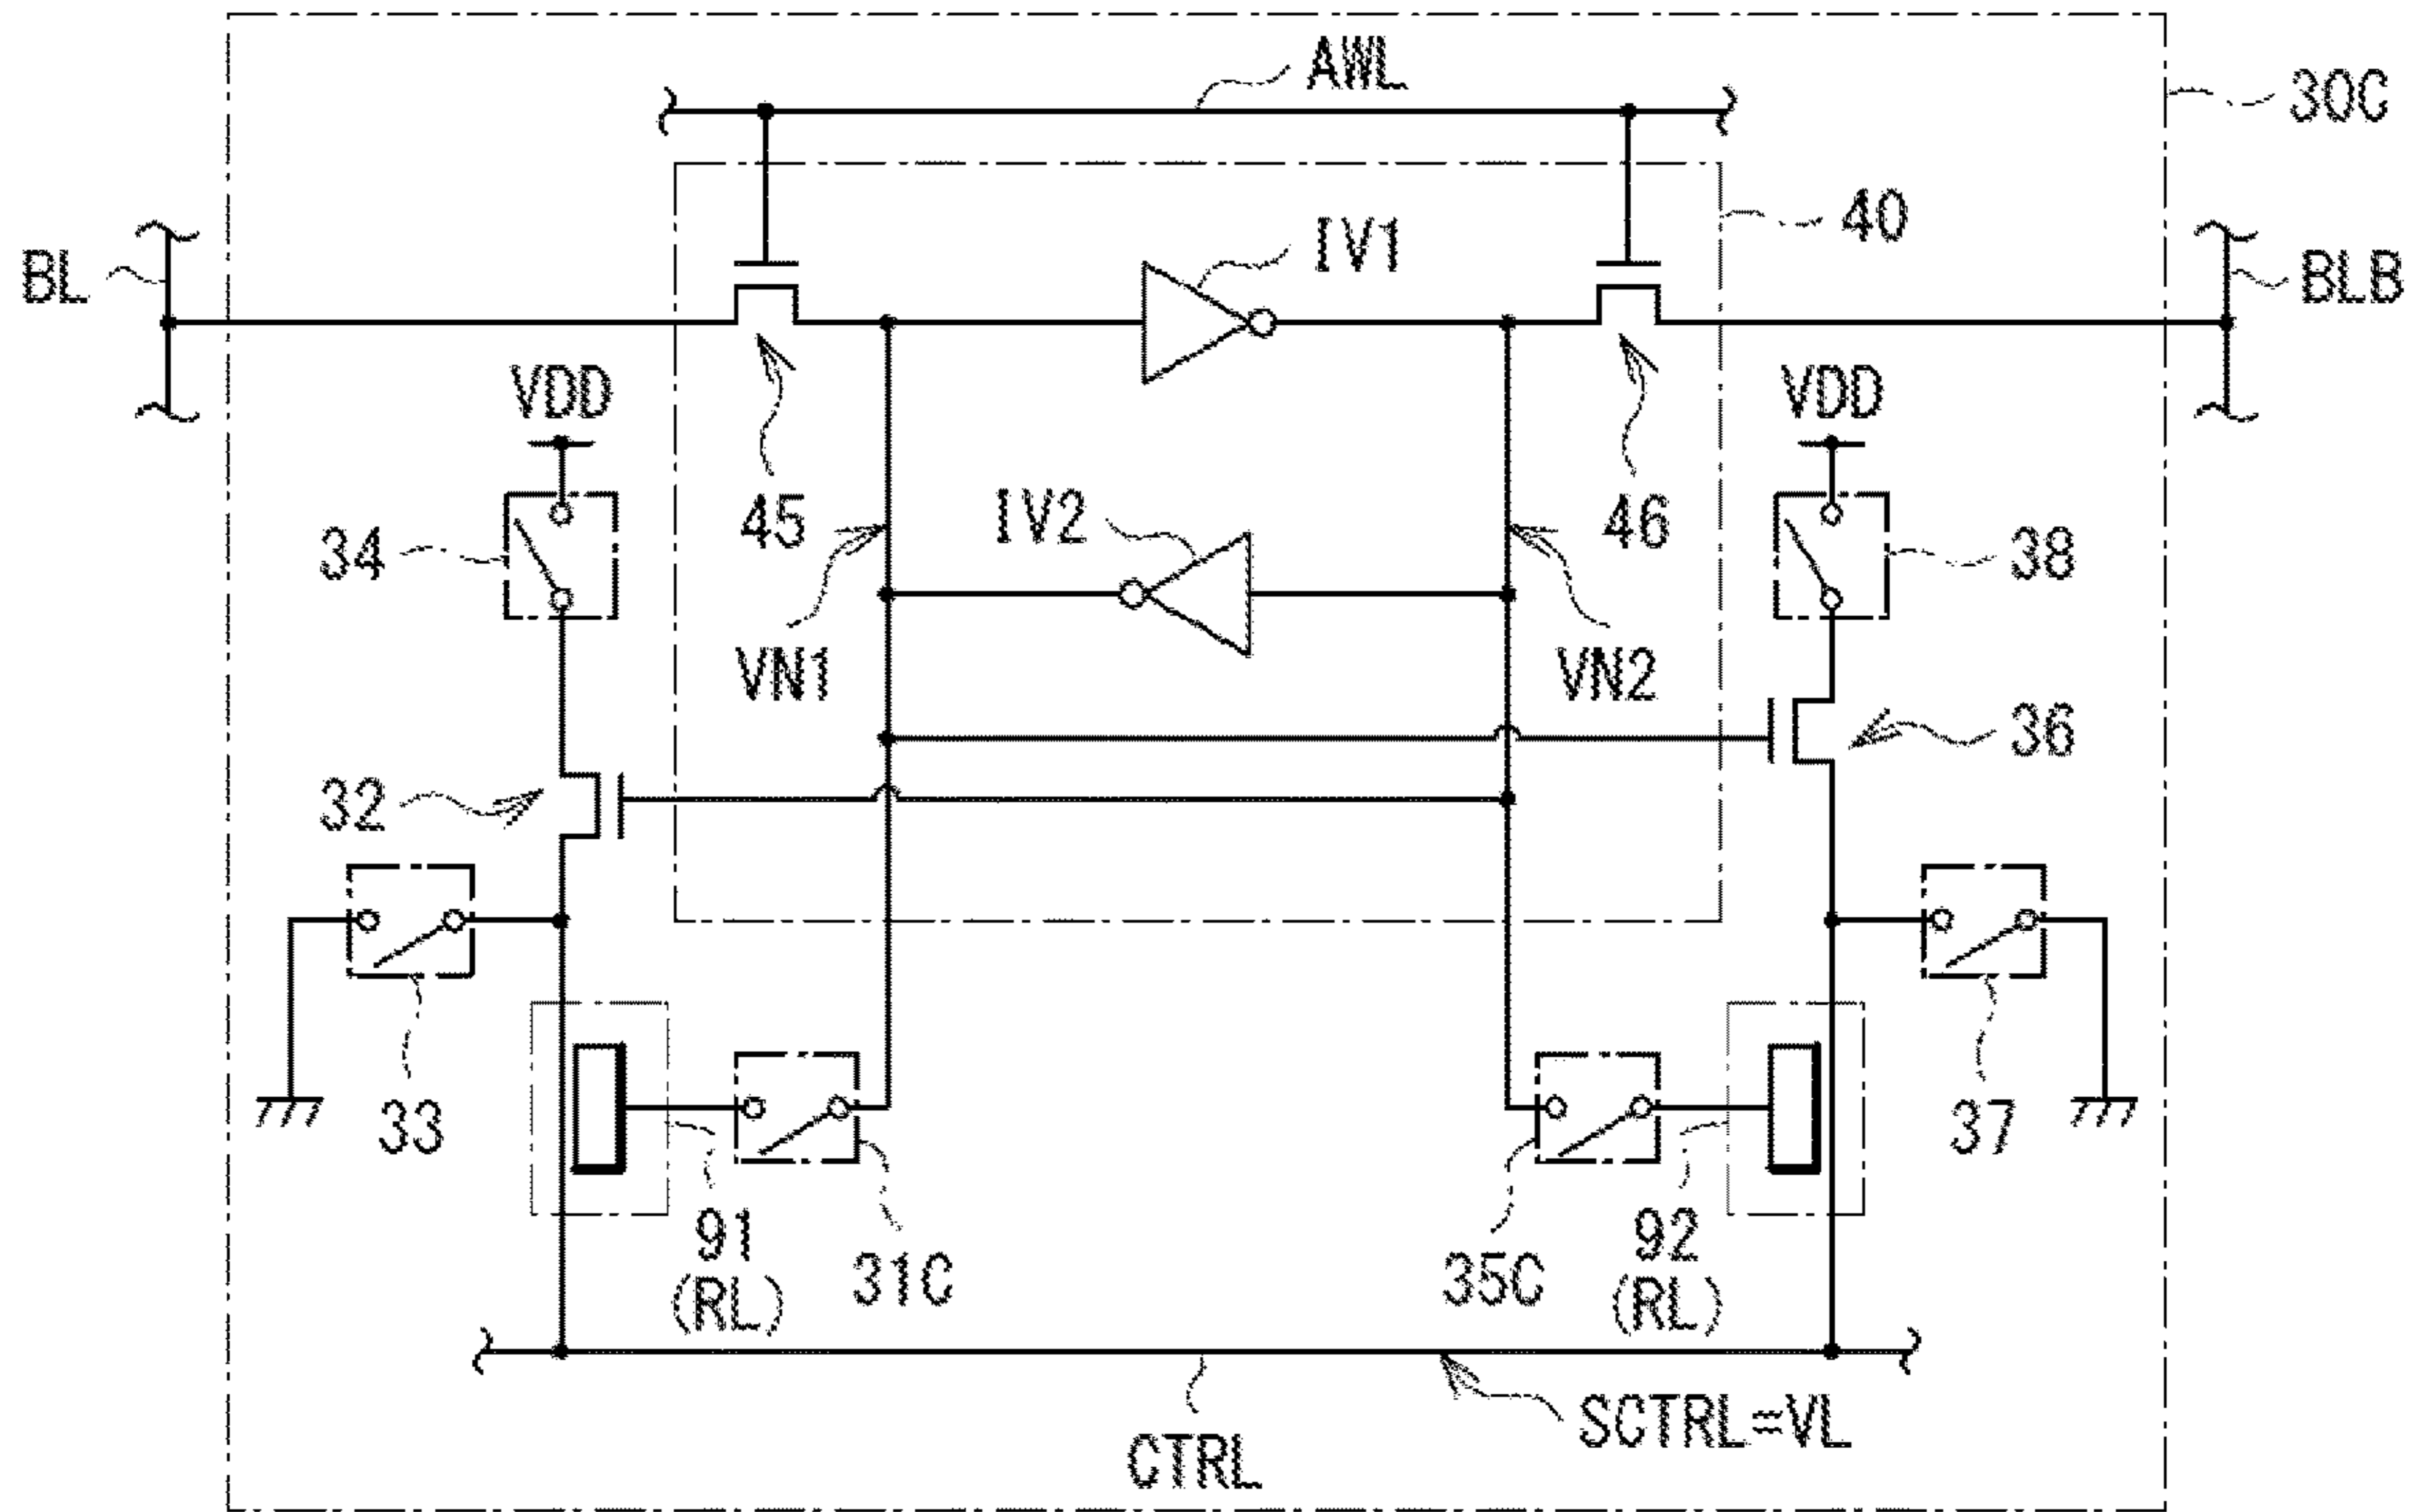 AWL
30C
40
IV1
BL
BLB
VDD
VDD
45
IV2
46
34
38
VN1
VN2
36
32
33
37
91
(RL)
31C
35C
92
(RL)
SCTRL=VL
CTRL